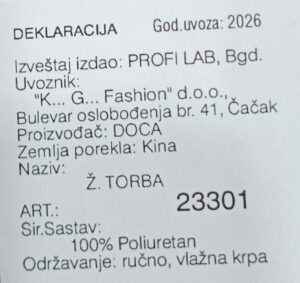 DEKLARACIJA God.uvoza: 2026
Izveštaj izdao: PROFI LAB, Bgd.
Uvoznik:
"K... G... Fashion" d.o.o.,
Bulevar oslobođenja br. 41, Čačak
Proizvođač: DOCA
Zemlja porekla: Kina
Naziv:
Ž. TORBA
ART.: 23301
Sir.Sastav:
100% Poliuretan
Održavanje: ručno, vlažna krpa